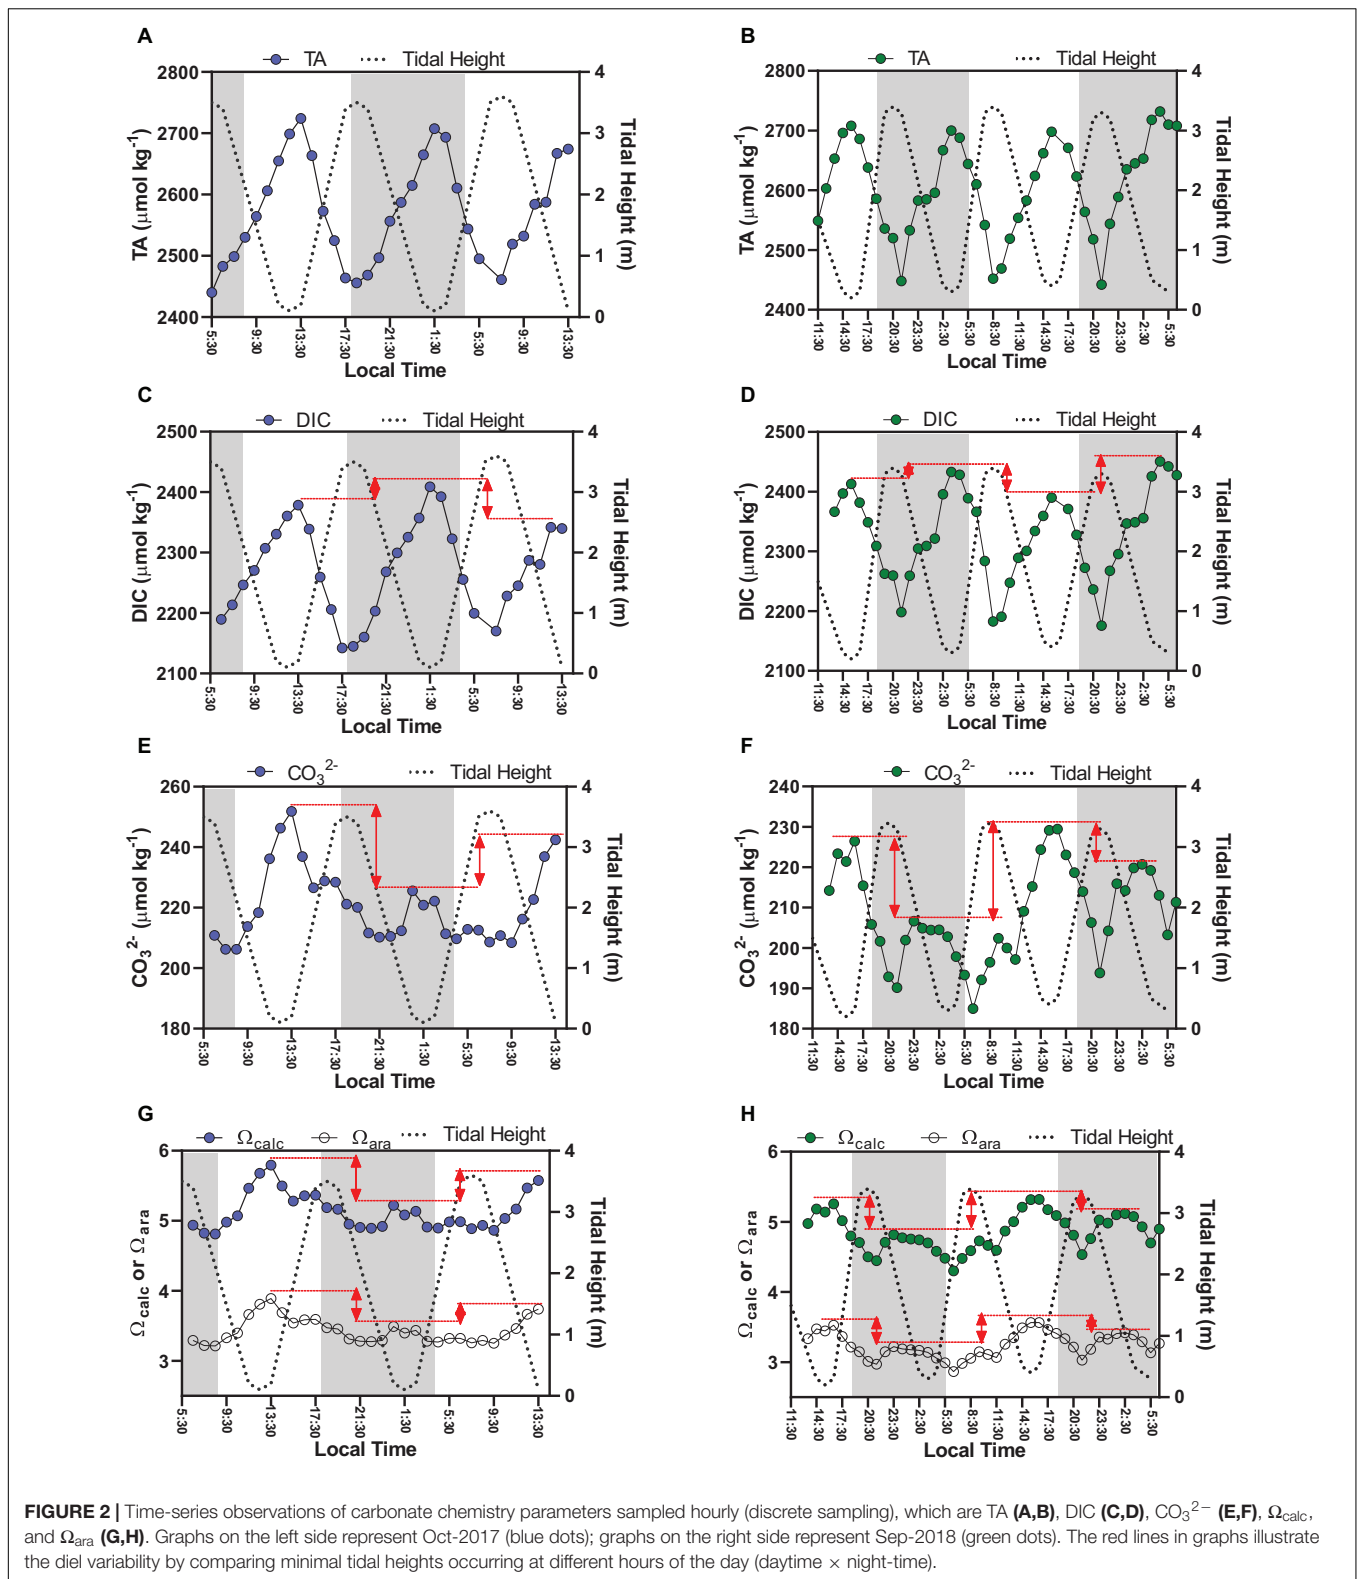 A
TA Tidal Height
2800
2700
2600
2500
2400
TA (μmol kg-1)
4
3
2
1
0
Tidal Height (m)
5:30 9:30 13:30 17:30 21:30 1:30 5:30 9:30 13:30
Local Time
B
TA Tidal Height
2800
2700
2600
2500
2400
TA (μmol kg-1)
4
3
2
1
0
Tidal Height (m)
11:30 14:30 17:30 20:30 23:30 2:30 5:30 8:30 11:30 14:30 17:30 20:30 23:30 2:30 5:30
Local Time
C
DIC Tidal Height
2500
2400
2300
2200
2100
DIC (μmol kg-1)
4
3
2
1
0
Tidal Height (m)
5:30 9:30 13:30 17:30 21:30 1:30 5:30 9:30 13:30
Local Time
D
DIC Tidal Height
2500
2400
2300
2200
2100
DIC (μmol kg-1)
4
3
2
1
0
Tidal Height (m)
11:30 14:30 17:30 20:30 23:30 2:30 5:30 8:30 11:30 14:30 17:30 20:30 23:30 2:30 5:30
Local Time
E
CO3 2- Tidal Height
260
240
220
200
180
CO3 2- (μmol kg-1)
4
3
2
1
0
Tidal Height (m)
5:30 9:30 13:30 17:30 21:30 1:30 5:30 9:30 13:30
Local Time
F
CO3 2- Tidal Height
240
230
220
210
200
190
180
CO3 2- (μmol kg-1)
4
3
2
1
0
Tidal Height (m)
11:30 14:30 17:30 20:30 23:30 2:30 5:30 8:30 11:30 14:30 17:30 20:30 23:30 2:30 5:30
Local Time
G
Ωcalc Ωara Tidal Height
6
5
4
3
Ωcalc or Ωara
4
3
2
1
0
Tidal Height (m)
5:30 9:30 13:30 17:30 21:30 1:30 5:30 9:30 13:30
Local Time
H
Ωcalc Ωara Tidal Height
6
5
4
3
Ωcalc or Ωara
4
3
2
1
0
Tidal Height (m)
11:30 14:30 17:30 20:30 23:30 2:30 5:30 8:30 11:30 14:30 17:30 20:30 23:30 2:30 5:30
Local Time
FIGURE 2 | Time-series observations of carbonate chemistry parameters sampled hourly (discrete sampling), which are TA (A,B), DIC (C,D), CO3 2− (E,F), Ωcalc,
and Ωara (G,H). Graphs on the left side represent Oct-2017 (blue dots); graphs on the right side represent Sep-2018 (green dots). The red lines in graphs illustrate
the diel variability by comparing minimal tidal heights occurring at different hours of the day (daytime × night-time).